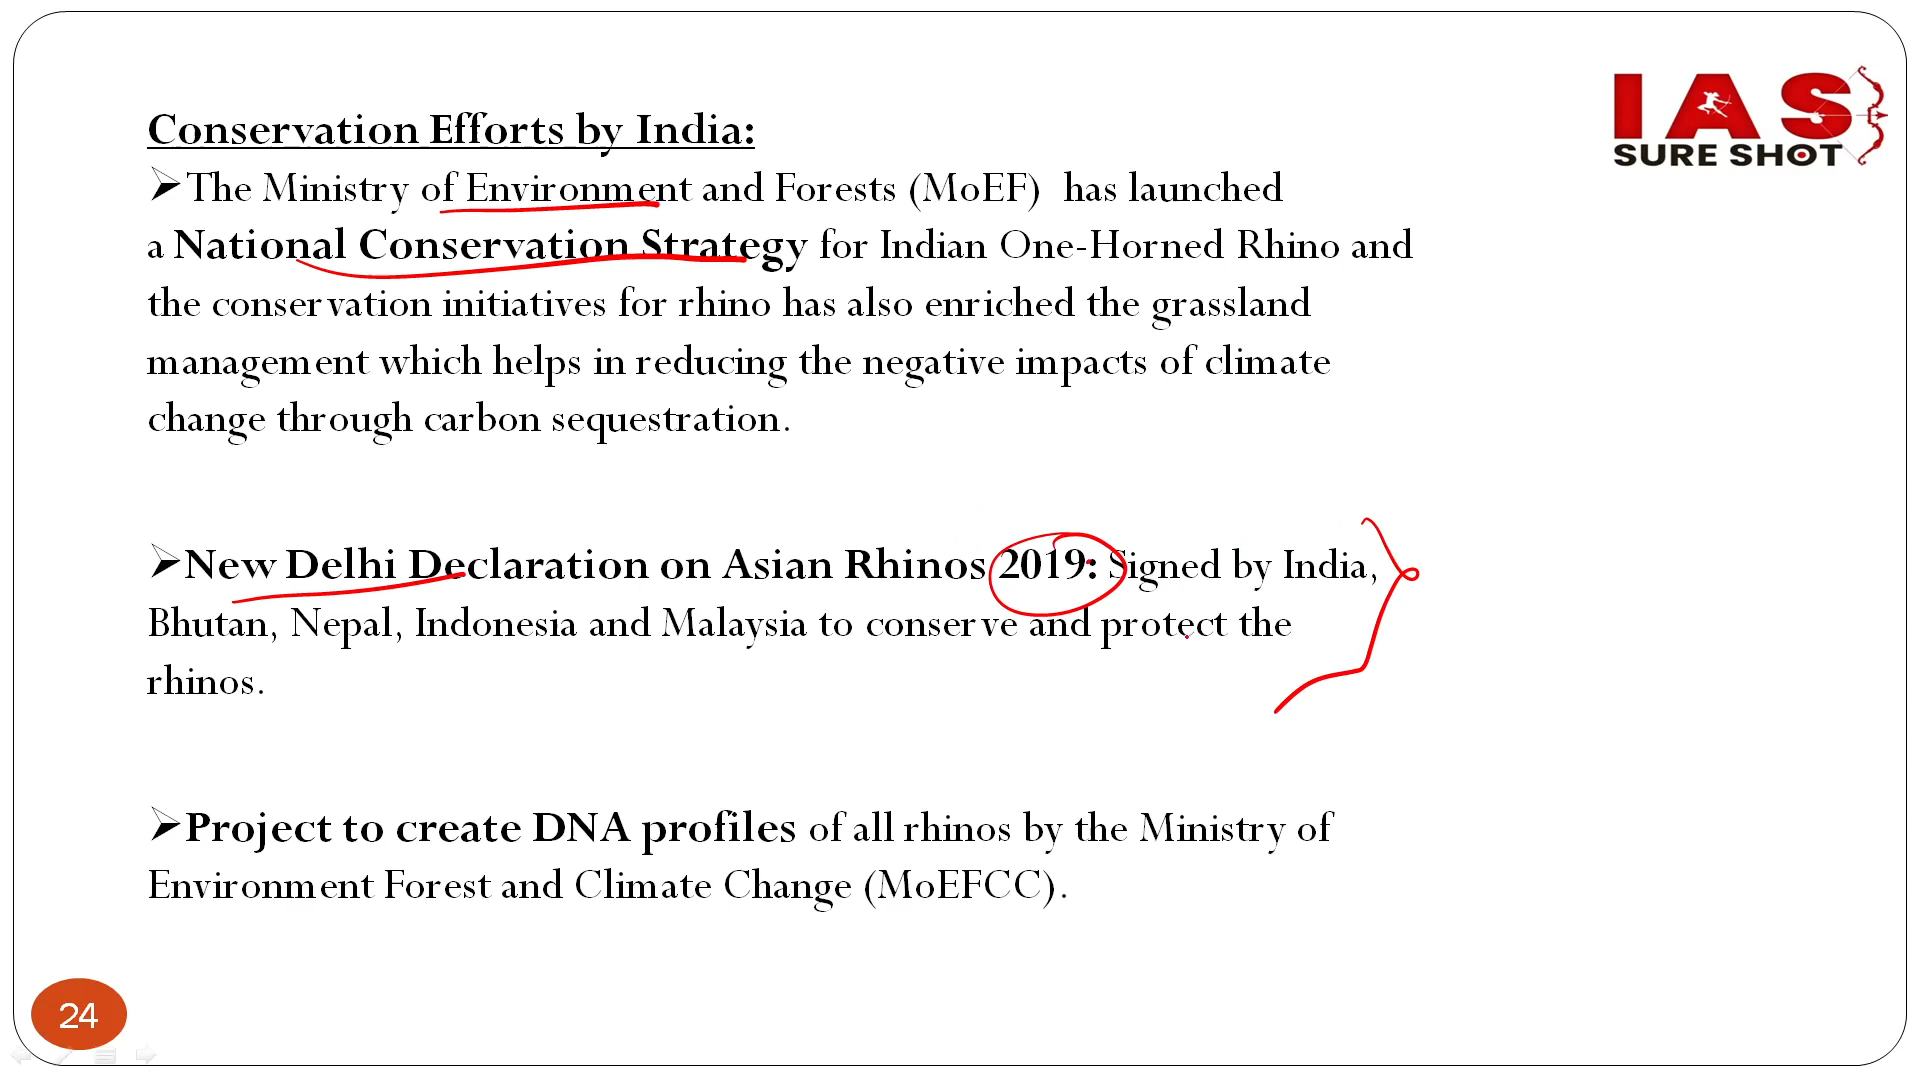 IAS
SURE SHOT
Conservation Efforts by India:
➢The Ministry of Environment and Forests (MoEF) has launched
a National Conservation Strategy for Indian One-Horned Rhino and
the conservation initiatives for rhino has also enriched the grassland
management which helps in reducing the negative impacts of climate
change through carbon sequestration.
➢New Delhi Declaration on Asian Rhinos 2019: Signed by India,
Bhutan, Nepal, Indonesia and Malaysia to conserve and protect the
rhinos.
➢Project to create DNA profiles of all rhinos by the Ministry of
Environment Forest and Climate Change (MoEFCC).
24